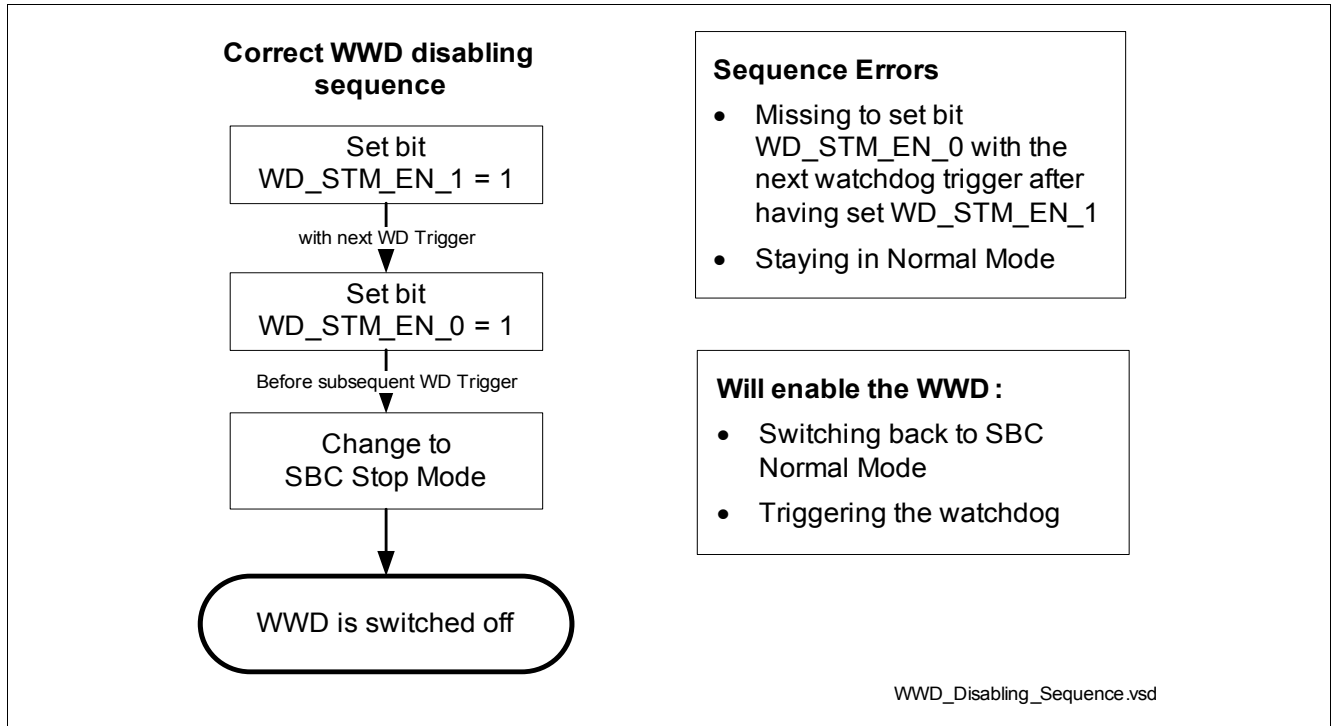 Correct WWD disabling
sequence
Set bit
WD_STM_EN_1 = 1
with next WD Trigger
Set bit
WD_STM_EN_0 = 1
Before subsequent WD Trigger
Change to
SBC Stop Mode
WWD is switched off
Sequence Errors
• Missing to set bit
WD_STM_EN_0 with the
next watchdog trigger after
having set WD_STM_EN_1
• Staying in Normal Mode
Will enable the WWD :
• Switching back to SBC
Normal Mode
• Triggering the watchdog
WWD_Disabling_Sequence.vsd